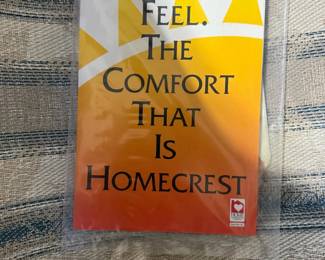 FEEL.
THE
COMFORT
THAT
IS
HOMECREST